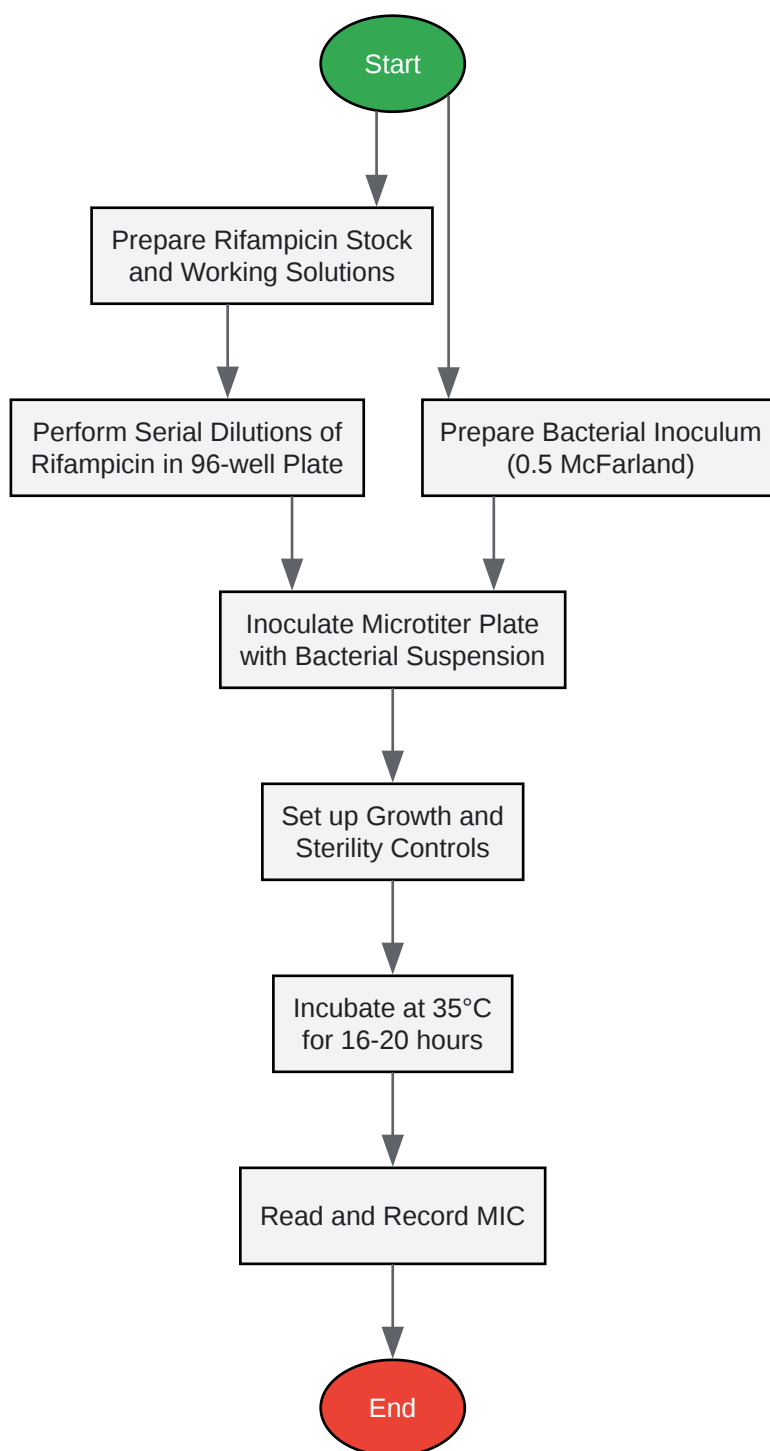 Start
Prepare Rifampicin Stock
and Working Solutions
Perform Serial Dilutions of
Rifampicin in 96-well Plate
Prepare Bacterial Inoculum
(0.5 McFarland)
Inoculate Microtiter Plate
with Bacterial Suspension
Set up Growth and
Sterility Controls
Incubate at 35°C
for 16-20 hours
Read and Record MIC
End